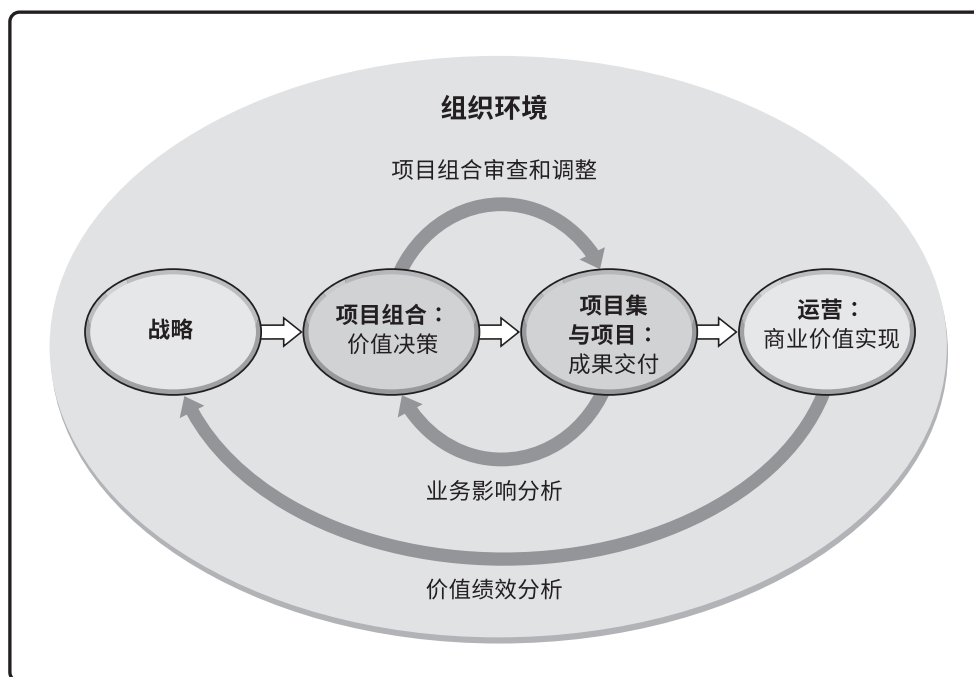 组织环境
项目组合审查和调整
战略
项目组合：
价值决策
项目集
与项目：
成果交付
运营：
商业价值实现
业务影响分析
价值绩效分析